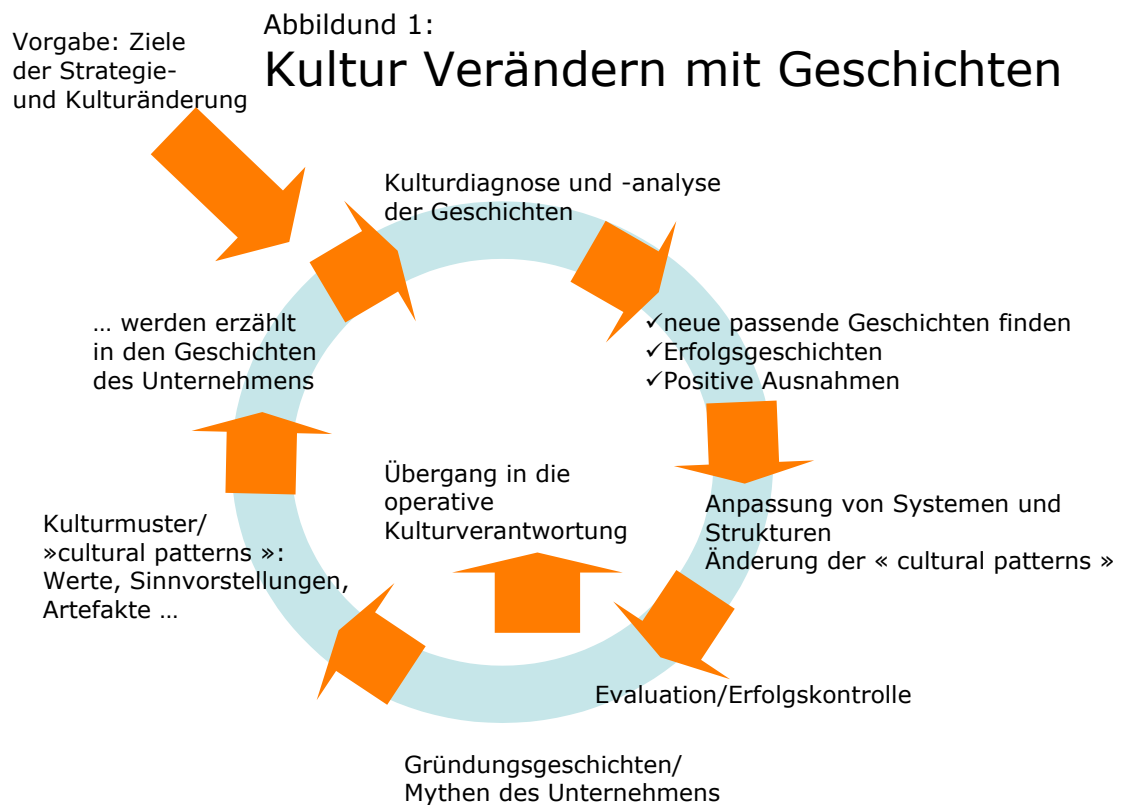 Abbildund 1:
Kultur Verändern mit Geschichten
Vorgabe: Ziele
der Strategie-
und Kulturänderung
Kulturdiagnose und -analyse
der Geschichten
✓neue passende Geschichten finden
✓Erfolgsgeschichten
✓Positive Ausnahmen
Anpassung von Systemen und
Strukturen
Änderung der « cultural patterns »
Evaluation/Erfolgskontrolle
Übergang in die
operative
Kulturverantwortung
Gründungsgeschichten/
Mythen des Unternehmens
Kulturmuster/
»cultural patterns »:
Werte, Sinnvorstellungen,
Artefakte …
… werden erzählt
in den Geschichten
des Unternehmens